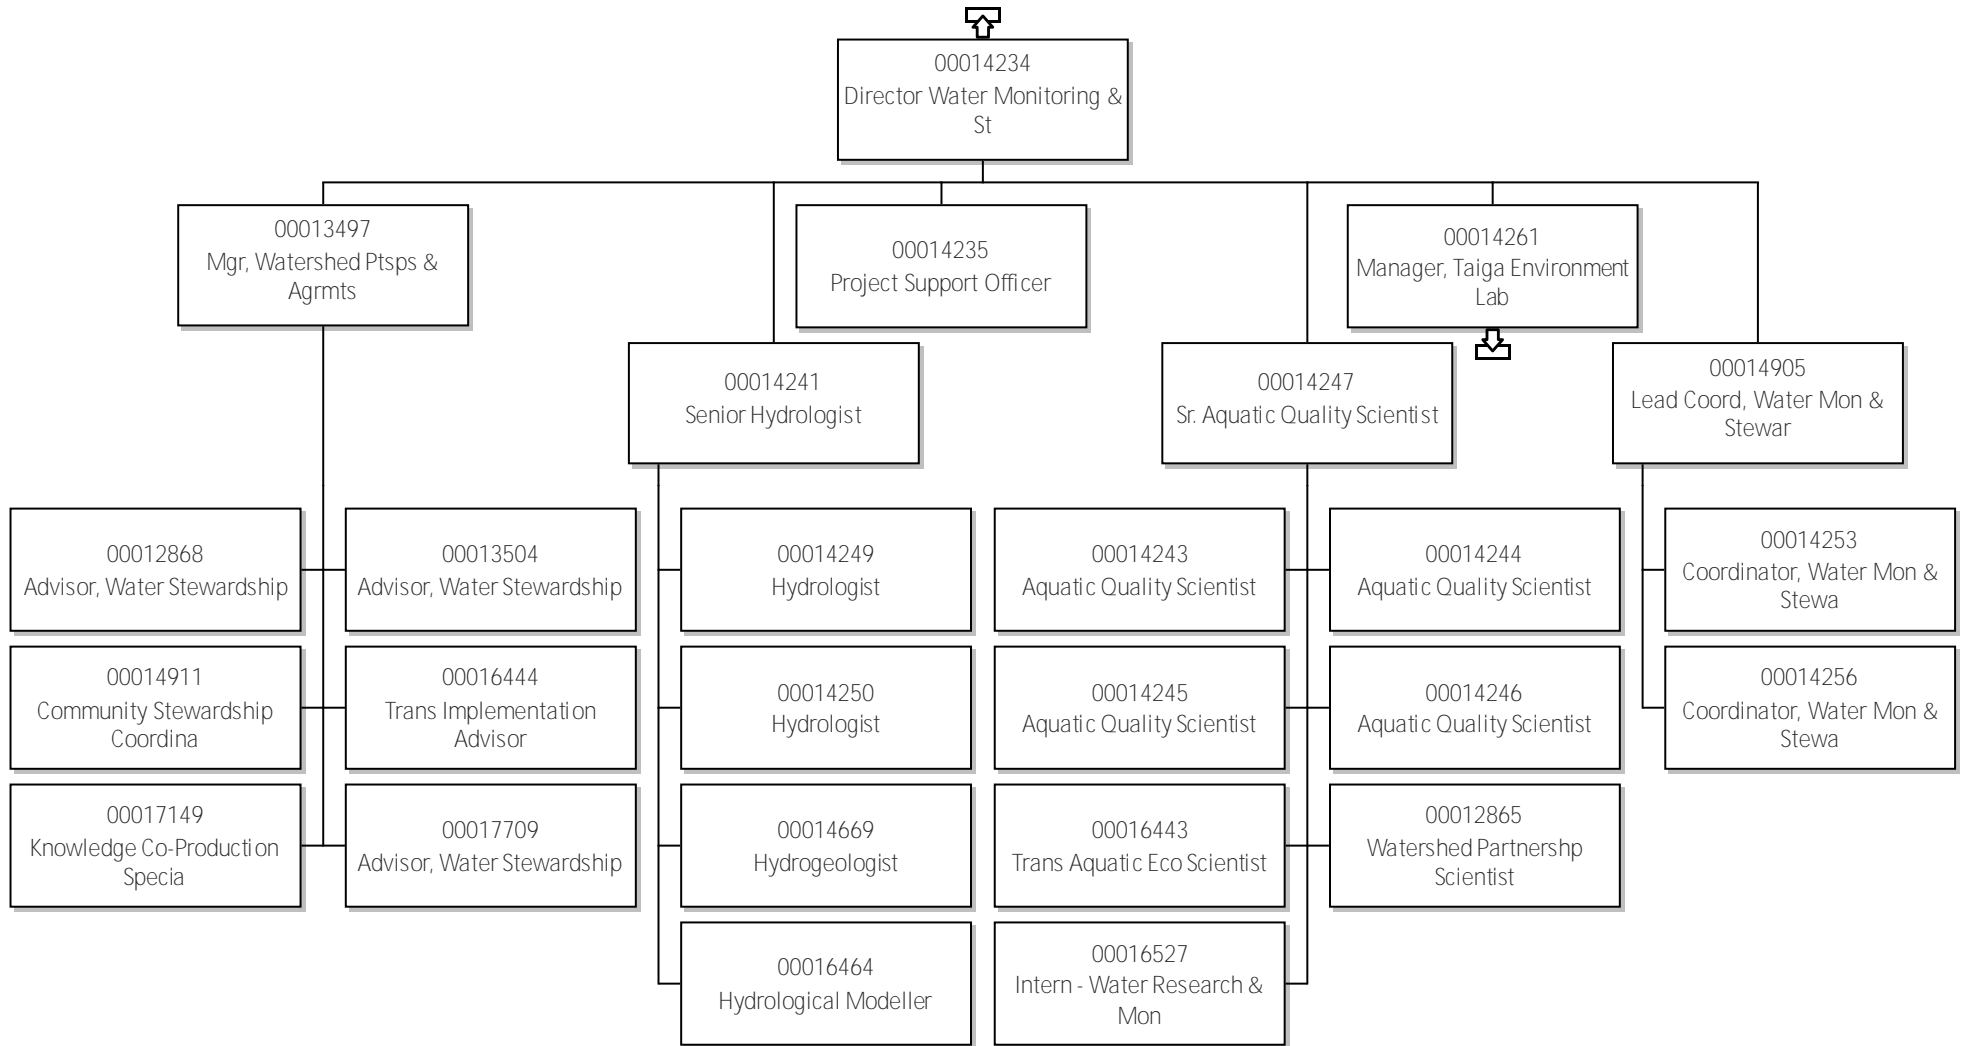 00014234
Director Water Monitoring &
St
00013497
Mgr, Watershed Ptsps &
Agrmts
00014235
Project Support Officer
00014261
Manager, Taiga Environment
Lab
00014241
Senior Hydrologist
00014247
Sr. Aquatic Quality Scientist
00014905
Lead Coord, Water Mon &
Stewar
00012868
Advisor, Water Stewardship
00013504
Advisor, Water Stewardship
00014249
Hydrologist
00014243
Aquatic Quality Scientist
00014244
Aquatic Quality Scientist
00014253
Coordinator, Water Mon &
Stewa
00014911
Community Stewardship
Coordina
00016444
Trans Implementation
Advisor
00014250
Hydrologist
00014245
Aquatic Quality Scientist
00014246
Aquatic Quality Scientist
00014256
Coordinator, Water Mon &
Stewa
00017149
Knowledge Co-Production
Specia
00017709
Advisor, Water Stewardship
00014669
Hydrogeologist
00016443
Trans Aquatic Eco Scientist
00012865
Watershed Partnershp
Scientist
00016464
Hydrological Modeller
00016527
Intern - Water Research &
Mon